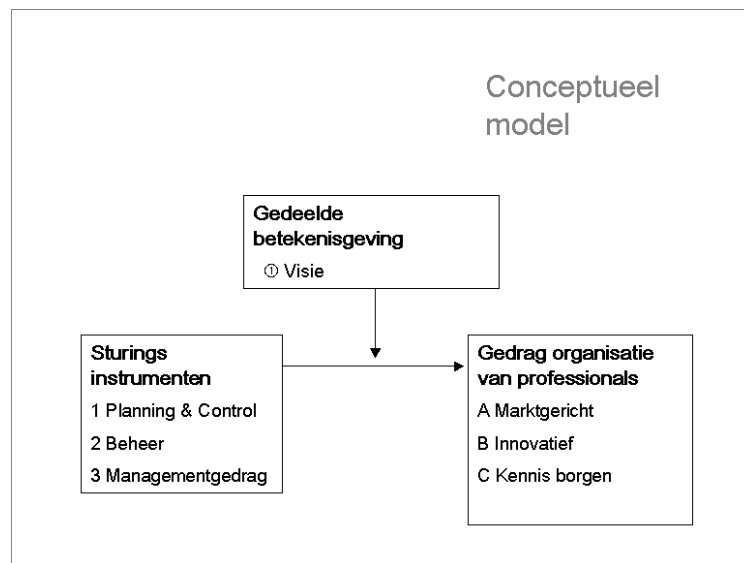 Conceptueel
model
Gedeelde
betekenisgeving
① Visie
Sturings
instrumenten
1 Planning & Control
2 Beheer
3 Managementgedrag
Gedrag organisatie
van professionals
A Marktgericht
B Innovatief
C Kennis borgen